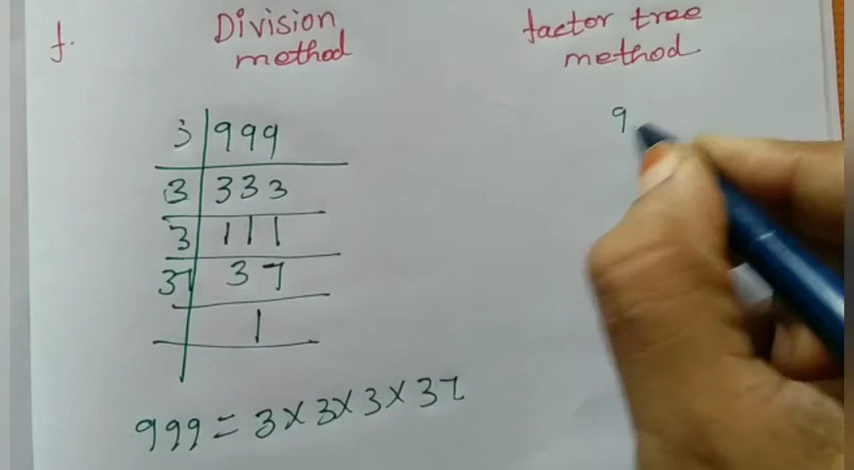 f.
Division
method
3 999
3 333
3 111
37 37
1
999 = 3 × 3 × 3 × 37
factor tree
method
9